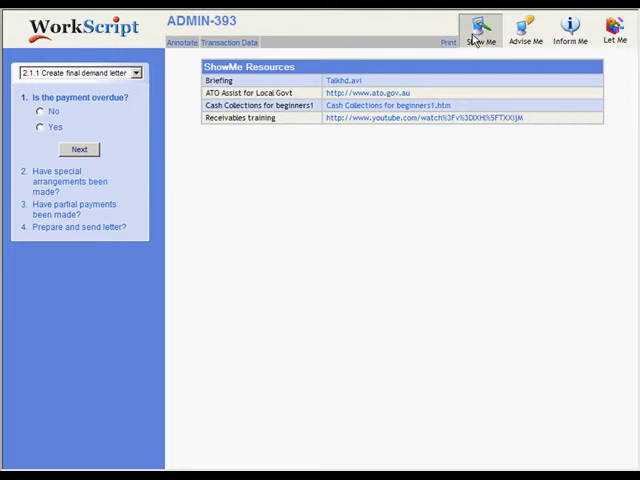 WorkScript
ADMIN-393
Annotate Transaction Data
Print
Show Me
Advise Me
Inform Me
Let Me
2.1.1 Create final demand letter
1. Is the payment overdue?
No
Yes
Next
2. Have special
arrangements been
made?
3. Have partial payments
been made?
4. Prepare and send letter?
ShowMe Resources
Briefing Talkhd.avi
ATO Assist for Local Govt http://www.ato.gov.au
Cash Collections for beginners1 Cash Collections for beginners1.htm
Receivables training